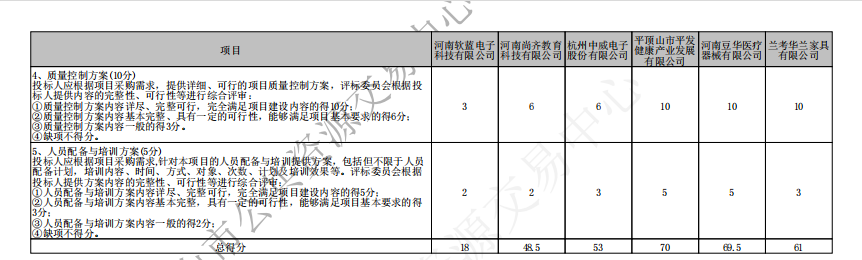 项目 河南软蓝电子科技有限公司 河南尚齐教育科技有限公司 杭州中威电子股份有限公司 平顶山市平发健康产业发展有限公司 河南豆华医疗器械有限公司 兰考华兰家具有限公司
4、质量控制方案(10分)
投标人应根据项目采购需求，提供详细、可行的项目质量控制方案，评标委员会根据投
标人提供内容的完整性、可行性等进行综合评审:
①质量控制方案内容详尽、完整可行，完全满足项目建设内容的得10分；
②质量控制方案内容基本完整、具有一定的可行性，能够满足项目基本要求的得6分；
③质量控制方案内容一般的得3分。
④缺项不得分。
3 6 6 10 10 10
5、人员配备与培训方案(5分)
投标人应根据项目采购需求,针对本项目的人员配备与培训提供方案，包括但不限于人员
配备计划，培训内容、时间、方式、对象、次数、计划及培训效果等。评标委员会根据
投标人提供方案内容的完整性、可行性等进行综合评审:
①人员配备与培训方案内容详尽、完整可行，完全满足项目建设内容的得5分；
②人员配备与培训方案内容基本完整，具有一定的可行性，能够满足项目基本要求的得
3分；
③人员配备与培训方案内容一般的得2分；
④缺项不得分。
2 2 3 5 5 3
总得分 18 48.5 53 70 69.5 61